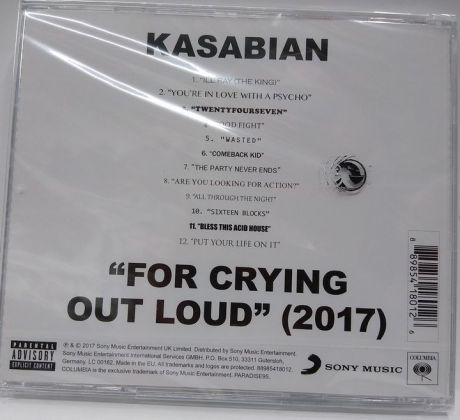 KASABIAN
1. "ILL RAY (THE KING)"
2. "YOU'RE IN LOVE WITH A PSYCHO"
3. "TWENTYFOURSEVEN"
4. "GOOD FIGHT"
5. "WASTED"
6. "COMEBACK KID"
7. "THE PARTY NEVER ENDS"
8. "ARE YOU LOOKING FOR ACTION?"
9. "ALL THROUGH THE NIGHT"
10. "SIXTEEN BLOCKS"
11. "BLESS THIS ACID HOUSE"
12. "PUT YOUR LIFE ON IT"
"FOR CRYING
OUT LOUD" (2017)
8 89854 18012 6
PARENTAL
ADVISORY
EXPLICIT CONTENT
℗ & © 2017 Sony Music Entertainment UK Limited. Distributed by Sony Music Entertainment.
Sony Music Entertainment International Services GMBH, P.O. Box 510, 33311 Gutersloh,
Germany. LC 00162. Made in the EU. All trademarks and logos are protected.
COLUMBIA is the exclusive trademark of Sony Music Entertainment. PARADISE95. 88985418012.
SONY MUSIC
COLUMBIA